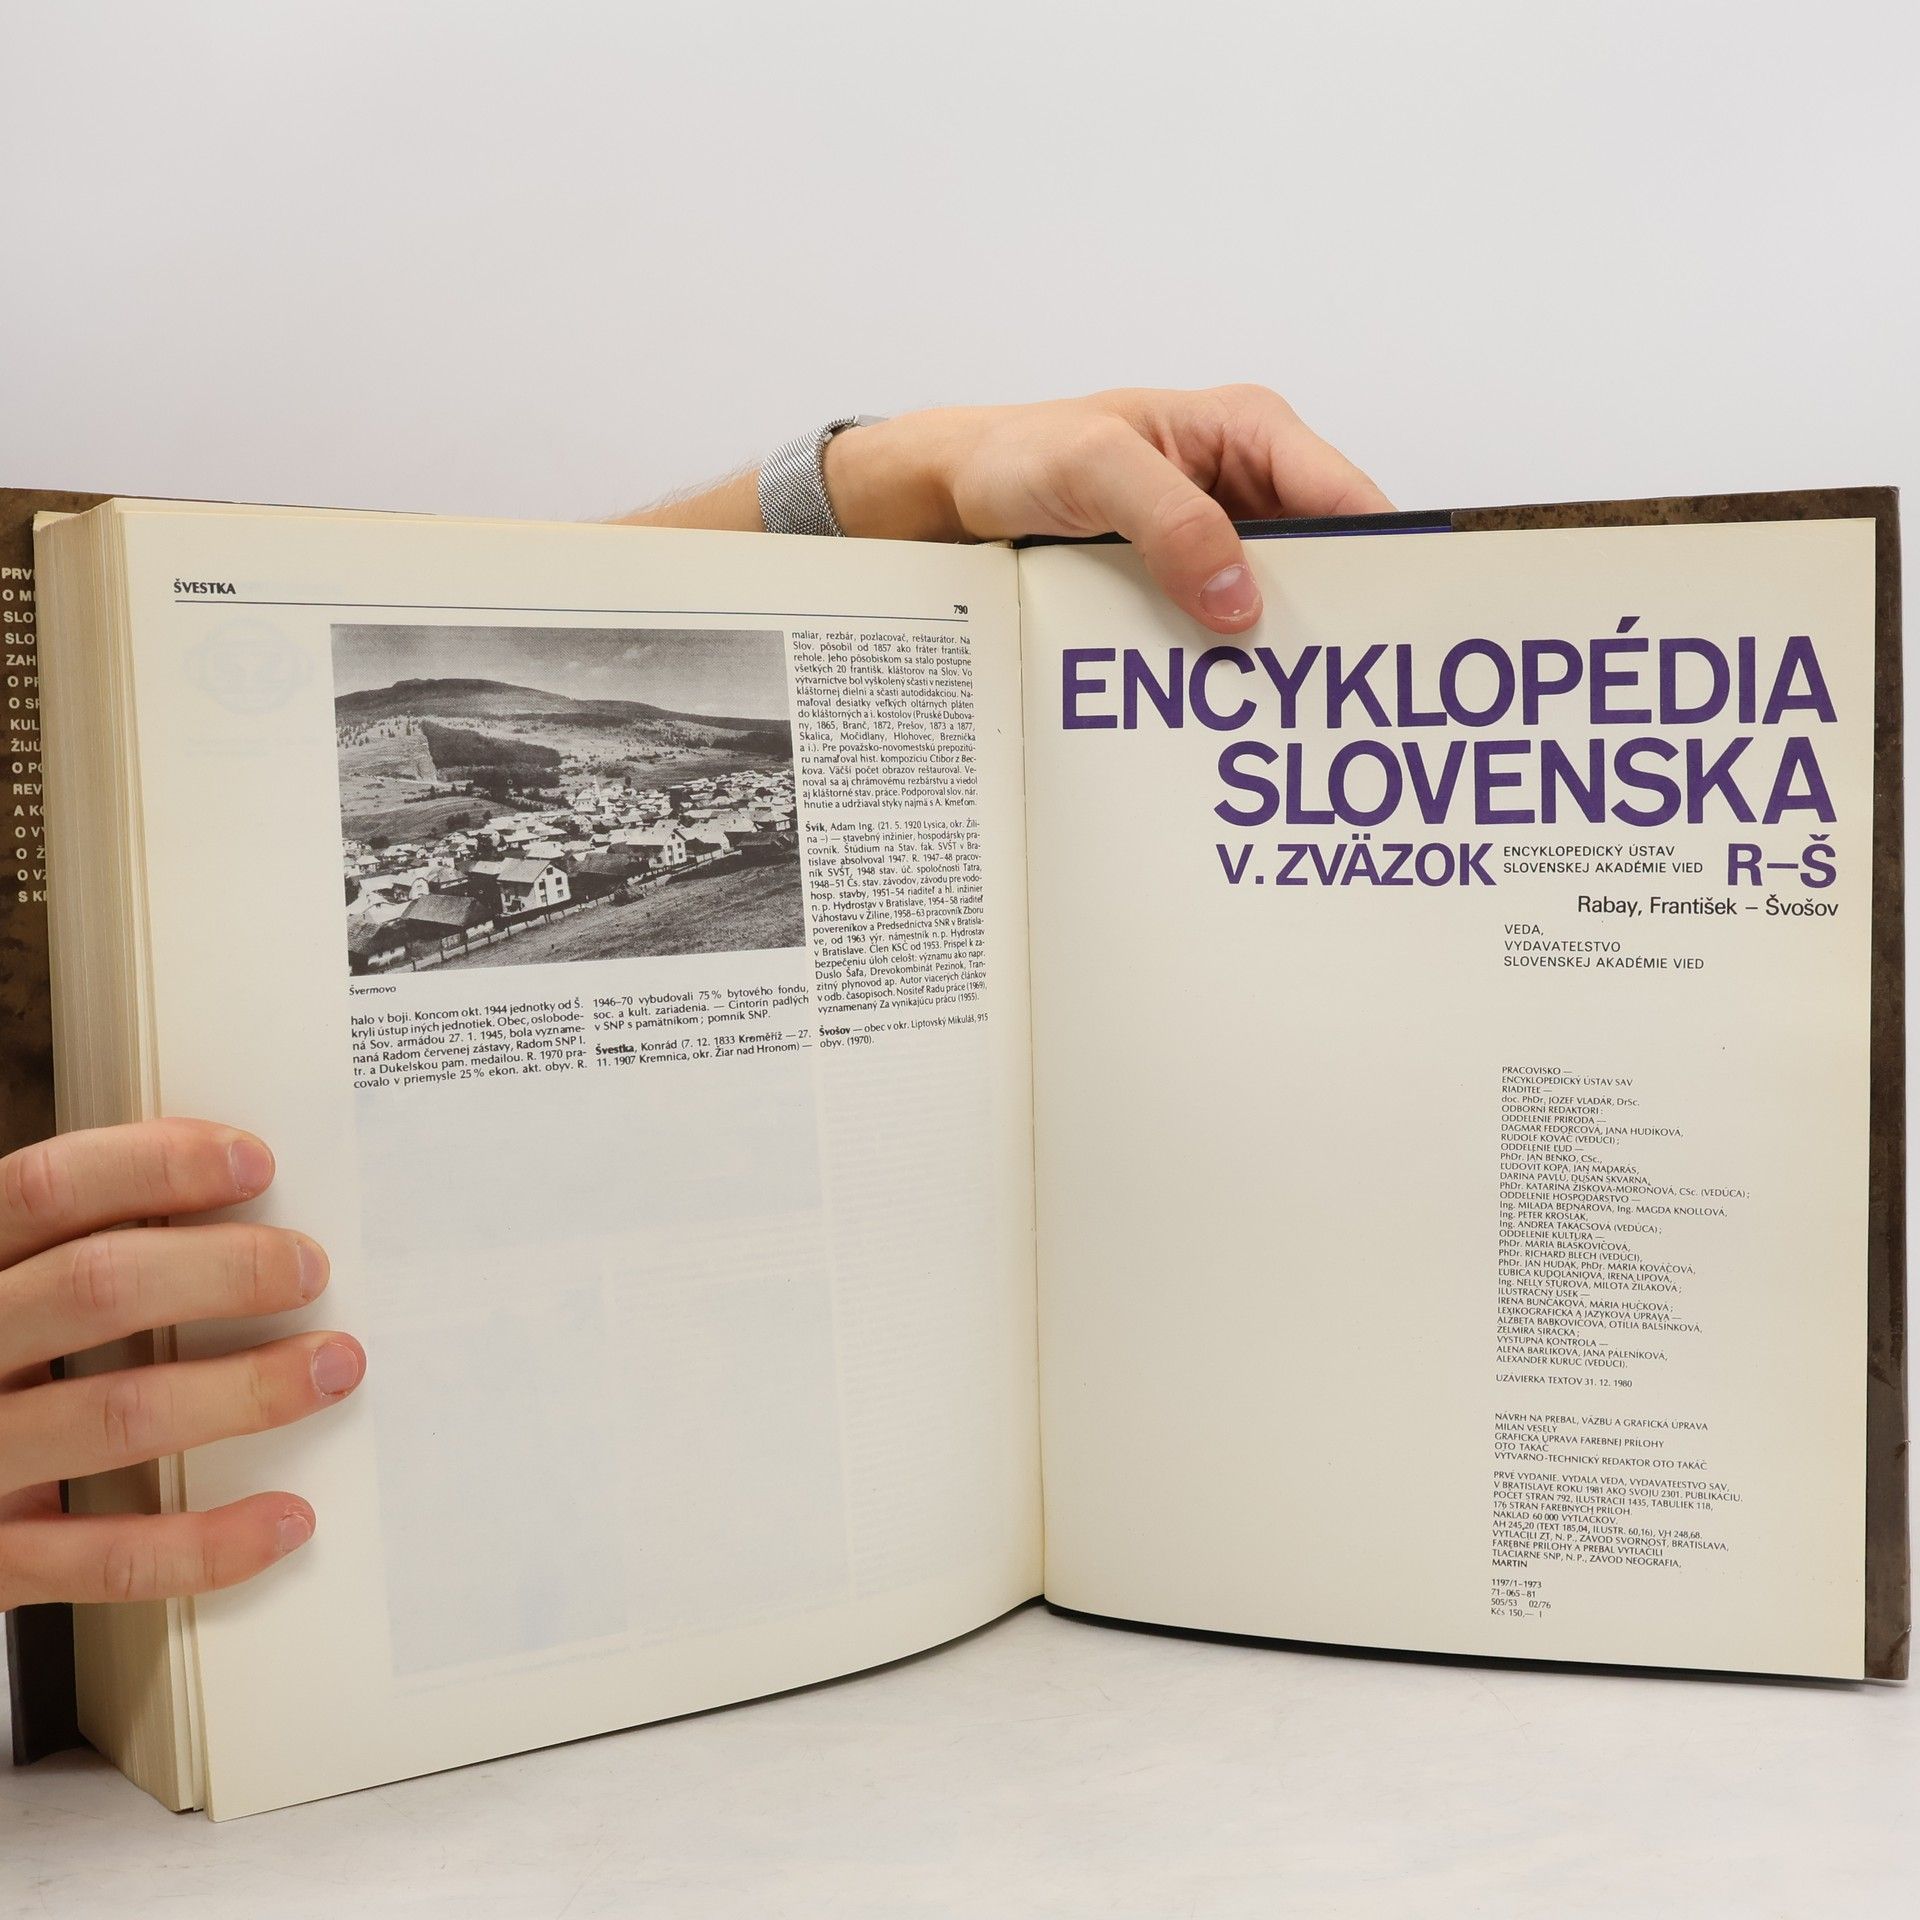 PRVÉ
O
SLO
SLO
ZAH
O
O
KUL
ŽIJÚ
O
REV
A
O
O
O
S
ŠVESTKA
790
Švermovo
halo v boji. Koncom okt. 1944 jednotky od Š.
kryli ústup iných jednotiek. Obec, oslobode-
ná Sov. armádou 27. 1. 1945, bola vyzname-
naná Radom červenej zástavy, Radom SNP I.
tr. a Dukelskou pam. medailou. R. 1970 pra-
covalo v priemysle 25 % ekon. akt. obyv. R.
1946–70 vybudovali 75 % bytového fondu,
soc. a kult. zariadenia. — Cintorín padlých
v SNP s pamätníkom ; pomník SNP.
Švestka, Konrád (7. 12. 1833 Kroměříž — 27.
11. 1907 Kremnica, okr. Žiar nad Hronom) —
maliar, rezbár, pozlacovač, reštaurátor. Na
Slov. pôsobil od 1857 ako fráter františk.
rehole. Jeho pôsobiskom sa stalo postupne
všetkých 20 františk. kláštorov na Slov. Vo
výtvarníctve bol vyškolený sčasti v nezistenej
kláštornej dielni a sčasti autodidakciou. Na-
maľoval desiatky veľkých oltárnych pláten
do kláštorných a i. kostolov (Pruské Dubova-
ny, 1865, Branč, 1872, Prešov, 1873 a 1877,
Skalica, Močidlany, Hlohovec, Breznička
a i.). Pre považsko-novomestskú prepozitú-
ru namaľoval hist. kompozíciu Ctibor z Bec-
kova. Väčší počet obrazov reštauroval. Ve-
noval sa aj chrámovému rezbárstvu a viedol
aj kláštorné stav. práce. Podporoval slov. nár.
hnutie a udržiaval styky najmä s A. Kmeťom.
Švik, Adam Ing. (21. 5. 1920 Lysica, okr. Žili-
na –) — stavebný inžinier, hospodársky pra-
covník. Štúdium na Stav. fak. SVŠT v Bra-
tislave absolvoval 1947. R. 1947–48 pracov-
ník SVŠT, 1948 stav. úč. spoločnosti Tatra,
1948–51 Čs. stav. závodov, závodu pre vodo-
hosp. stavby, 1951–54 riaditeľ a hl. inžinier
n. p. Hydrostav v Bratislave, 1954–58 riaditeľ
Váhostavu v Žiline, 1958–63 pracovník Zboru
povereníkov a Predsedníctva SNR v Bratisla-
ve, od 1963 výr. námestník n. p. Hydrostav
v Bratislave. Člen KSČ od 1953. Prispel k za-
bezpečeniu úloh celošt. významu ako napr.
Duslo Šaľa, Drevokombinát Pezinok, Tran-
zitný plynovod ap. Autor viacerých článkov
v odb. časopisoch. Nositeľ Radu práce (1969),
vyznamenaný Za vynikajúcu prácu (1955).
Švošov — obec v okr. Liptovský Mikuláš, 915
obyv. (1970).
ENCYKLOPÉDIA
SLOVENSKA
V. ZVÄZOK
ENCYKLOPEDICKÝ ÚSTAV
SLOVENSKEJ AKADÉMIE VIED
R–Š
Rabay, František – Švošov
VEDA,
VYDAVATEĽSTVO
SLOVENSKEJ AKADÉMIE VIED
PRACOVISKO —
ENCYKLOPEDICKÝ ÚSTAV SAV
RIADITEĽ —
doc. PhDr. JOZEF VLADÁR, DrSc.
ODBORNÍ REDAKTORI :
ODDELENIE PRÍRODA —
DAGMAR FEDORCOVÁ, JANA HUDÍKOVÁ,
RUDOLF KOVÁČ (VEDÚCI) ;
ODDELENIE ĽUD —
PhDr. JÁN BENKO, CSc.,
ĽUDOVÍT KOPA, JÁN MADARÁS,
DARINA PAVLŮ, DUŠAN ŠKVARNA,
PhDr. KATARÍNA ŽISKOVÁ-MOROŇOVÁ, CSc. (VEDÚCA) ;
ODDELENIE HOSPODÁRSTVO —
Ing. MILADA BEDNÁROVÁ, Ing. MAGDA KNOLLOVÁ,
Ing. PETER KROŠLÁK,
Ing. ANDREA TAKÁCSOVÁ (VEDÚCA) ;
ODDELENIE KULTÚRA —
PhDr. MÁRIA BLAŠKOVIČOVÁ,
PhDr. RICHARD BLECH (VEDÚCI),
PhDr. JÁN HUDÁK, PhDr. MÁRIA KOVÁČOVÁ,
ĽUBICA KUDOLÁNIOVÁ, IRENA LIPOVÁ,
Ing. NELLY ŠTÚROVÁ, MILOTA ŽILÁKOVÁ ;
ILUSTRAČNÝ ÚSEK —
IRENA BUNČÁKOVÁ, MÁRIA HUČKOVÁ ;
LEXIKOGRAFICKÁ A JAZYKOVÁ ÚPRAVA —
ALŽBETA BABKOVIČOVÁ, OTÍLIA BALŠÍNKOVÁ,
ŽELMÍRA SIRACKÁ ;
VÝSTUPNÁ KONTROLA —
ALENA BARLÍKOVÁ, JANA PÁLENÍKOVÁ,
ALEXANDER KURUC (VEDÚCI).
UZÁVIERKA TEXTOV 31. 12. 1980
NÁVRH NA PREBAL, VÄZBU A GRAFICKÁ ÚPRAVA
MILAN VESELÝ
GRAFICKÁ ÚPRAVA FAREBNEJ PRÍLOHY
OTO TAKÁČ
VÝTVARNO-TECHNICKÝ REDAKTOR OTO TAKÁČ
PRVÉ VYDANIE. VYDALA VEDA, VYDAVATEĽSTVO SAV,
V BRATISLAVE ROKU 1981 AKO SVOJU 2301. PUBLIKÁCIU.
POČET STRÁN 792, ILUSTRÁCIÍ 1435, TABULIEK 118,
176 STRÁN FAREBNÝCH PRÍLOH.
NÁKLAD 60 000 VÝTLAČKOV.
AH 245,20 (TEXT 185,04, ILUSTR. 60,16), VH 248,68.
VYTLAČILI ZT, N. P., ZÁVOD SVORNOSŤ, BRATISLAVA,
FAREBNÉ PRÍLOHY A PREBAL VYTLAČILI
TLAČIARNE SNP, N. P., ZÁVOD NEOGRAFIA,
MARTIN
1197/1–1973
71–065–81
505/53 02/76
Kčs 150,— I